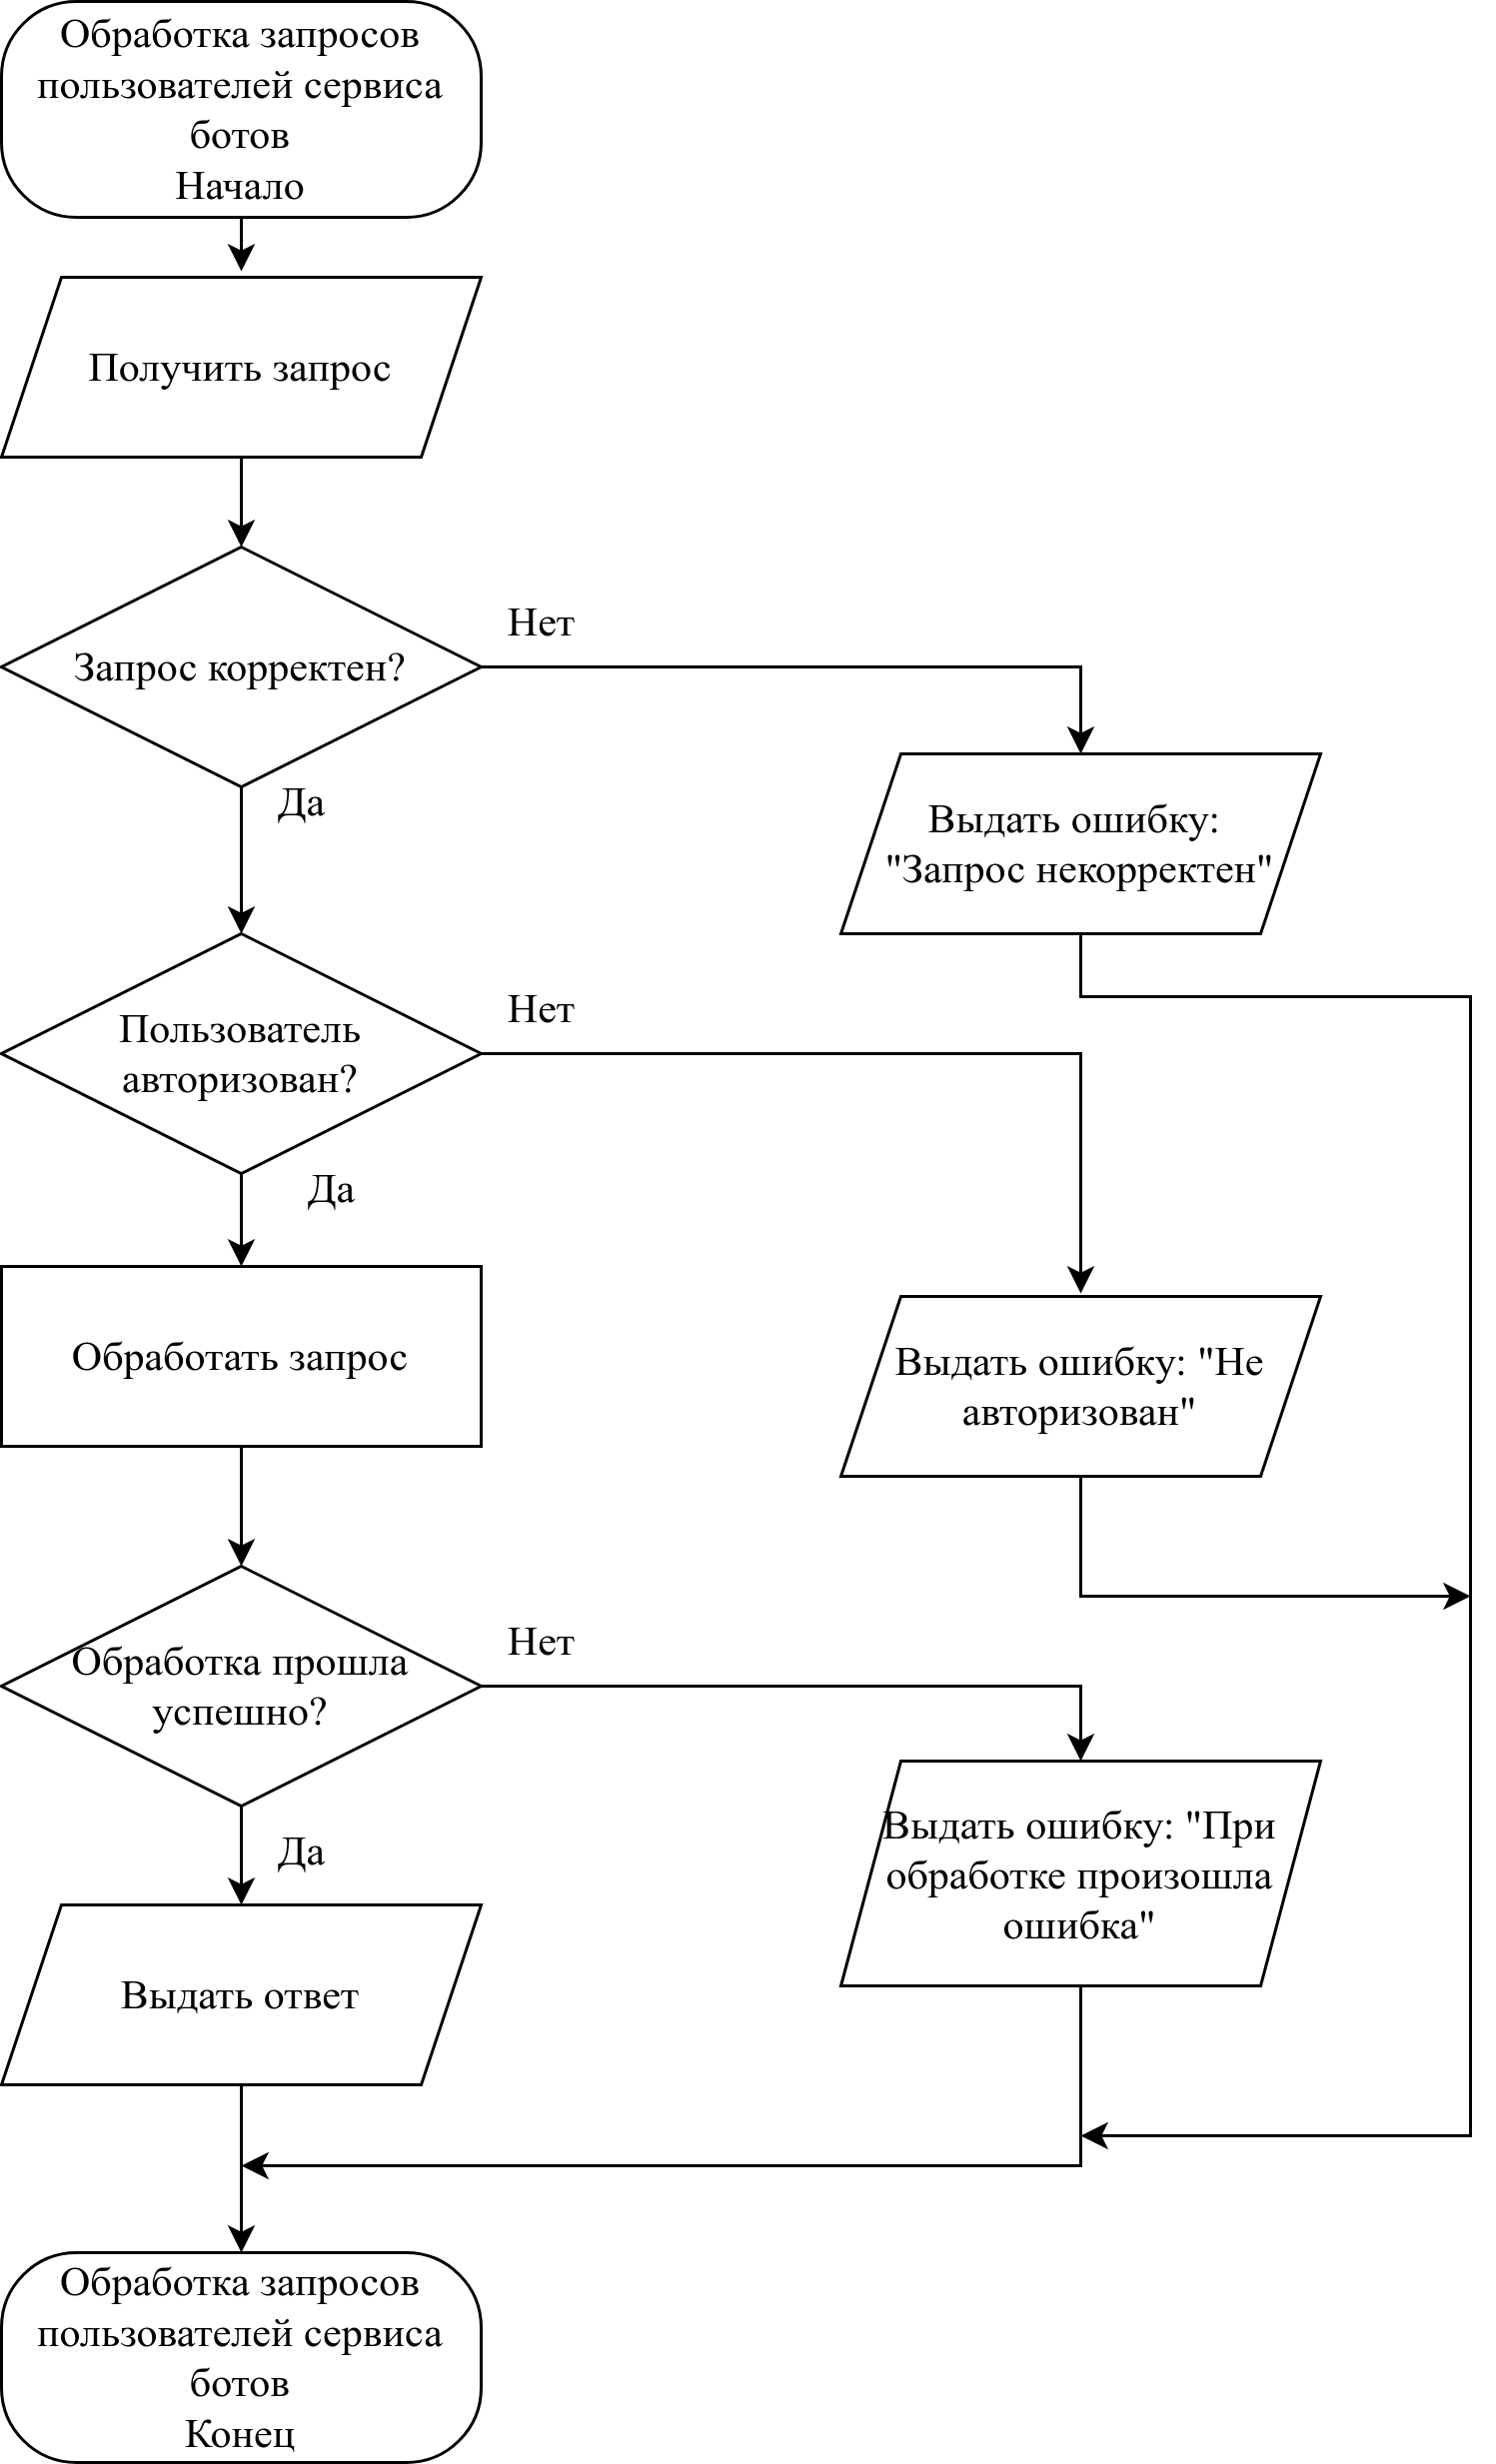 Обработка запросов
пользователей сервиса
ботов
Начало
Получить запрос
Нет
Запрос корректен?
Да
Выдать ошибку:
"Запрос некорректен"
Нет
Пользователь
авторизован?
Да
Обработать запрос
Выдать ошибку: "Не
авторизован"
Нет
Обработка прошла
успешно?
Да
Выдать ошибку: "При
обработке произошла
ошибка"
Выдать ответ
Обработка запросов
пользователей сервиса
ботов
Конец